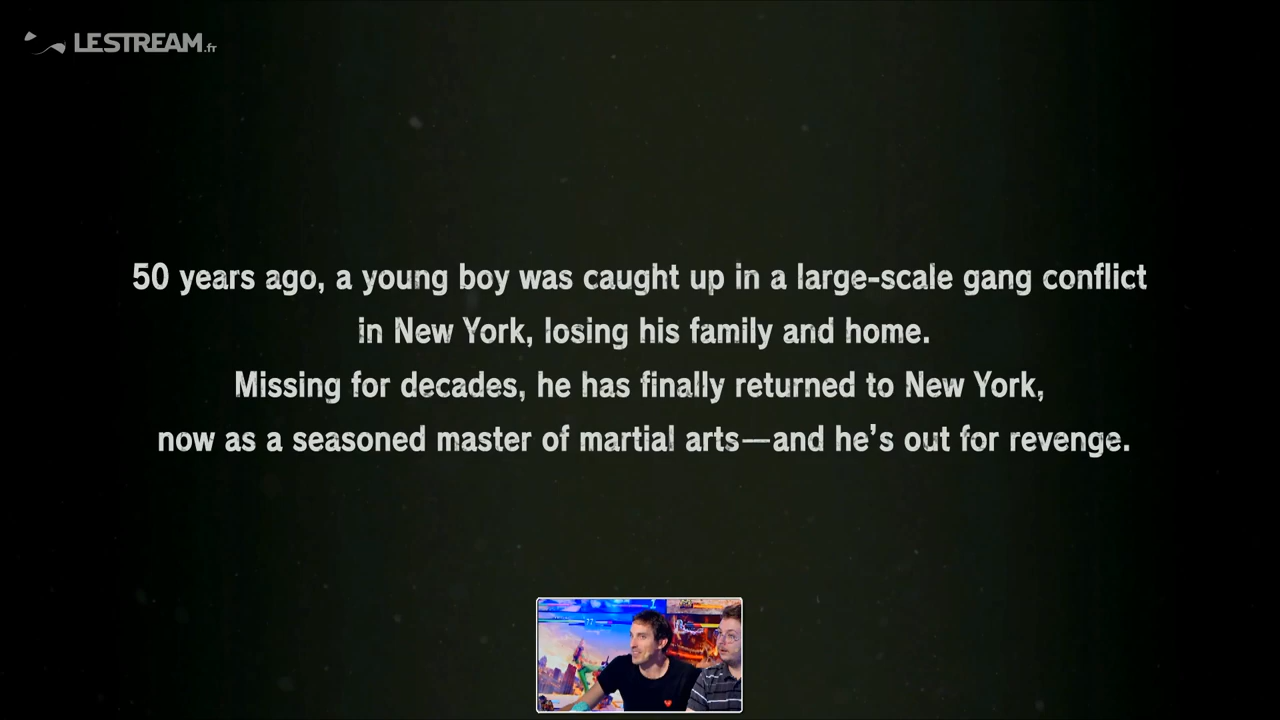 LESTREAM.fr
50 years ago, a young boy was caught up in a large-scale gang conflict
in New York, losing his family and home.
Missing for decades, he has finally returned to New York,
now as a seasoned master of martial arts—and he's out for revenge.